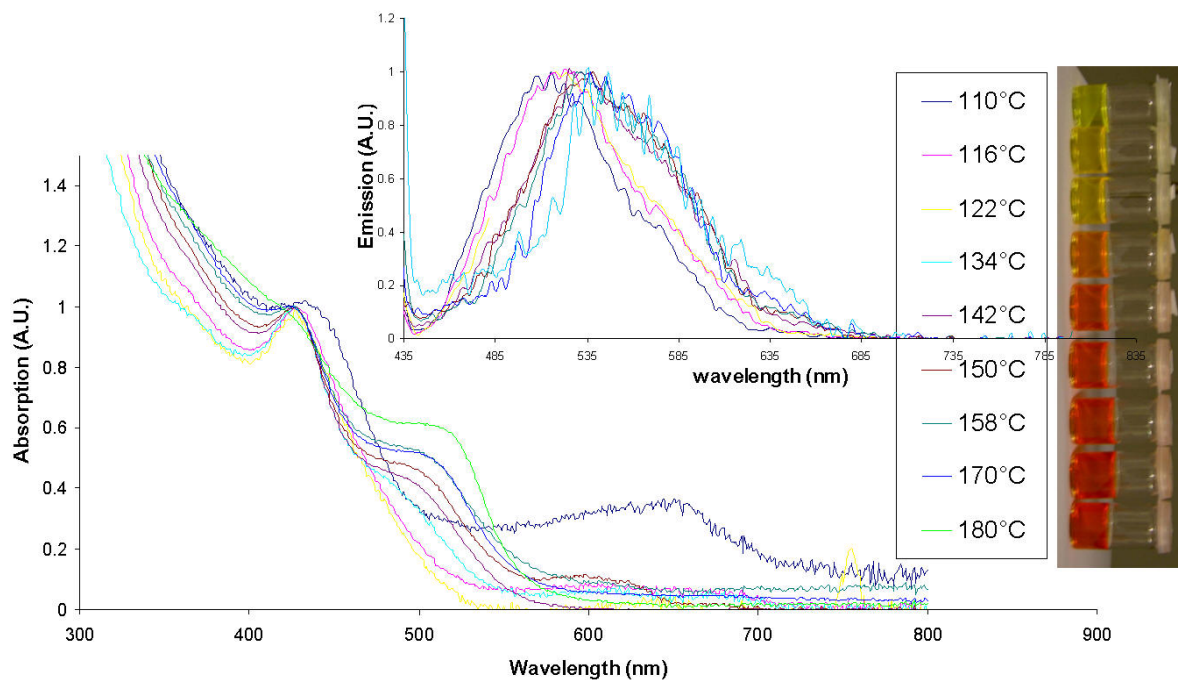 1.2
1
0.8
0.6
0.4
0.2
0
Emission (A.U.)
435 485 535 585 635 685 735 785 835
wavelength (nm)
110°C
116°C
122°C
134°C
142°C
150°C
158°C
170°C
180°C
1.4
1.2
1
0.8
0.6
0.4
0.2
0
Absorption (A.U.)
300 400 500 600 700 800 900
Wavelength (nm)